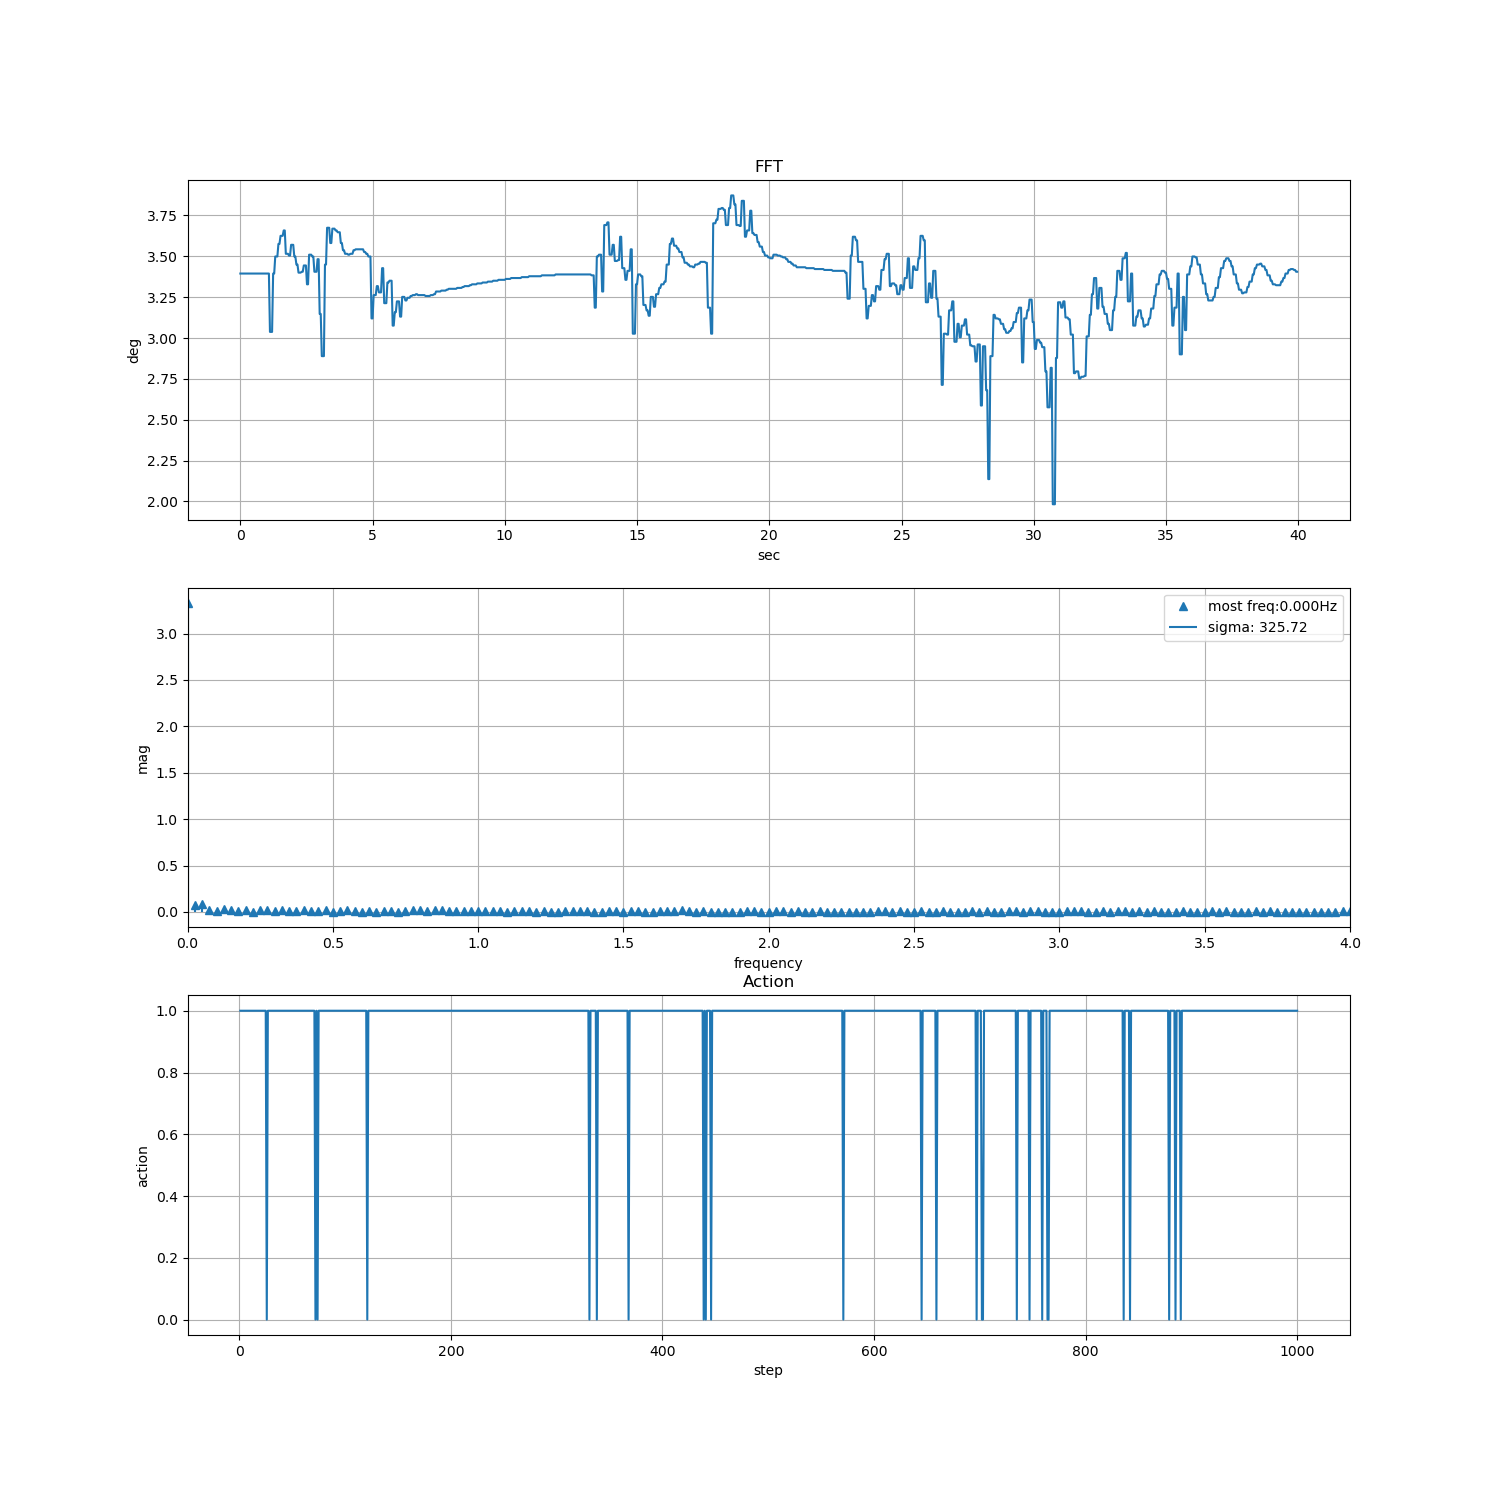 FFT
3.75
3.50
3.25
3.00
2.75
2.50
2.25
2.00
deg
0 5 10 15 20 25 30 35 40
sec
most freq:0.000Hz
sigma: 325.72
3.0
2.5
2.0
1.5
1.0
0.5
0.0
mag
0.0 0.5 1.0 1.5 2.0 2.5 3.0 3.5 4.0
frequency
Action
1.0
0.8
0.6
0.4
0.2
0.0
action
0 200 400 600 800 1000
step